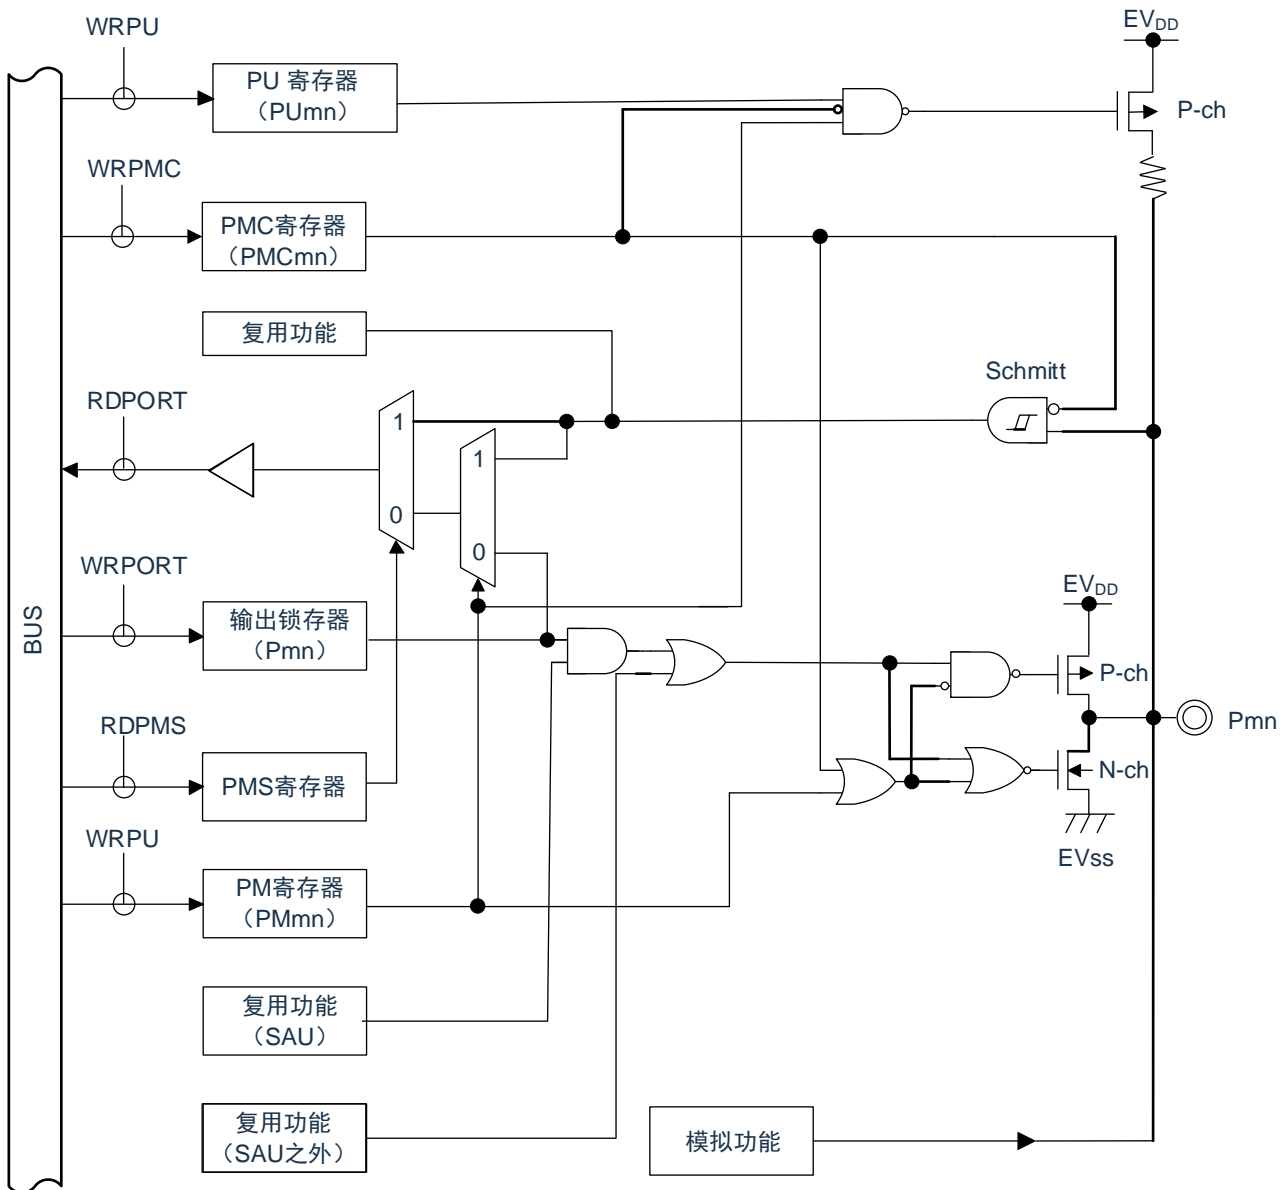 WRPU
PU 寄存器
（PUmn）
EVDD
P-ch
WRPMC
PMC寄存器
（PMCmn）
复用功能
Schmitt
RDPORT
1
1
0
0
WRPORT
输出锁存器
（Pmn）
BUS
EVDD
P-ch
Pmn
N-ch
EVss
RDPMS
PMS寄存器
WRPU
PM寄存器
（PMmn）
复用功能
（SAU）
复用功能
（SAU之外）
模拟功能